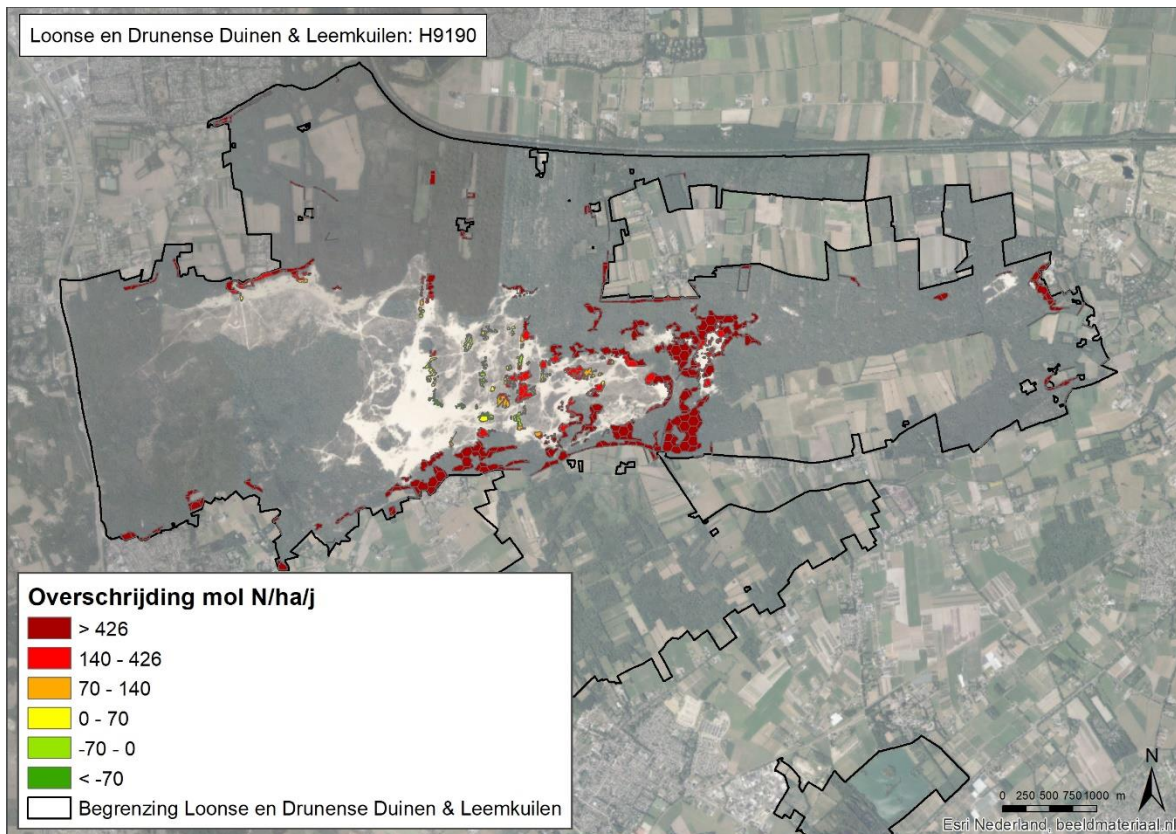 Loonse en Drunense Duinen & Leemkuilen: H9190
Overschrijding mol N/ha/j
> 426
140 - 426
70 - 140
0 - 70
-70 - 0
< -70
Begrenzing Loonse en Drunense Duinen & Leemkuilen
N
0 250 500 750 1000 m
Esri Nederland, beeldmateriaal.nl